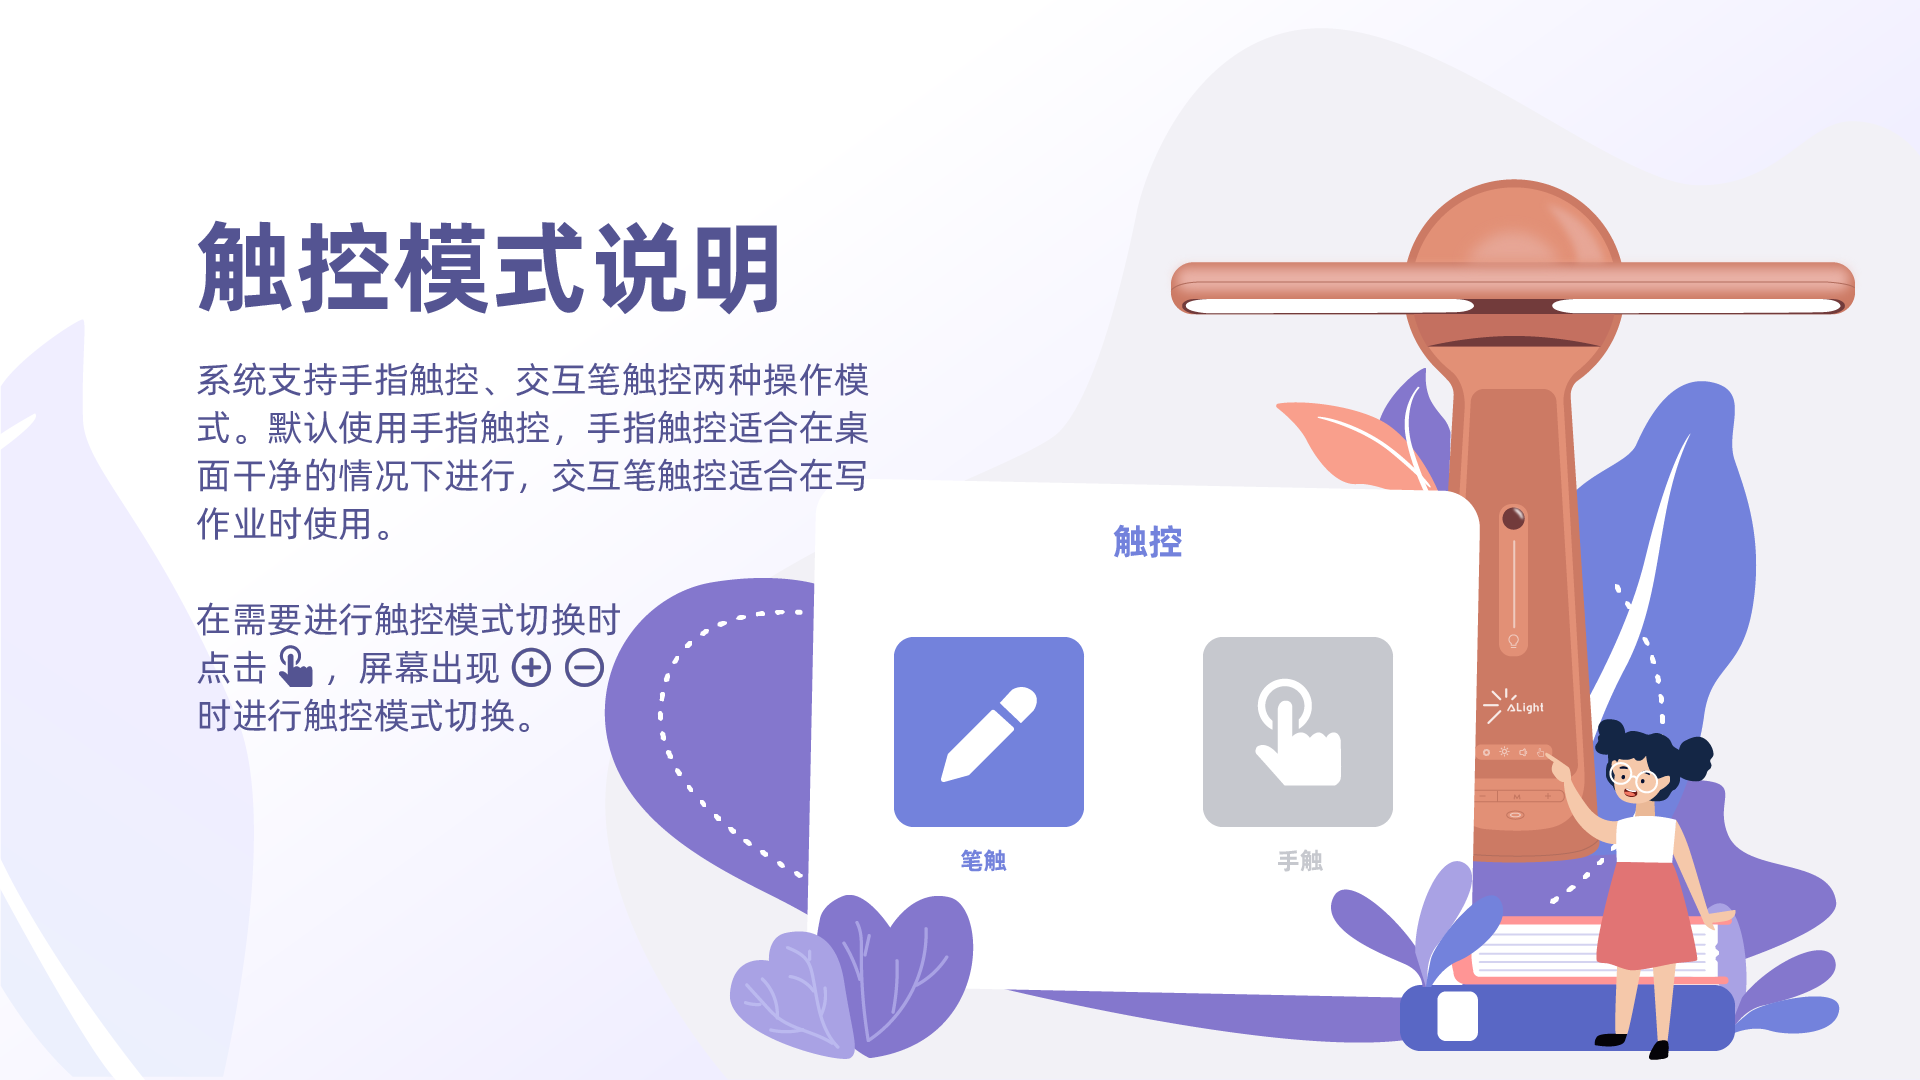 触控模式说明
系统支持手指触控、交互笔触控两种操作模
式。默认使用手指触控，手指触控适合在桌
面干净的情况下进行，交互笔触控适合在写
作业时使用。
在需要进行触控模式切换时
点击 ，屏幕出现
时进行触控模式切换。
触控
笔触
手触
ALight